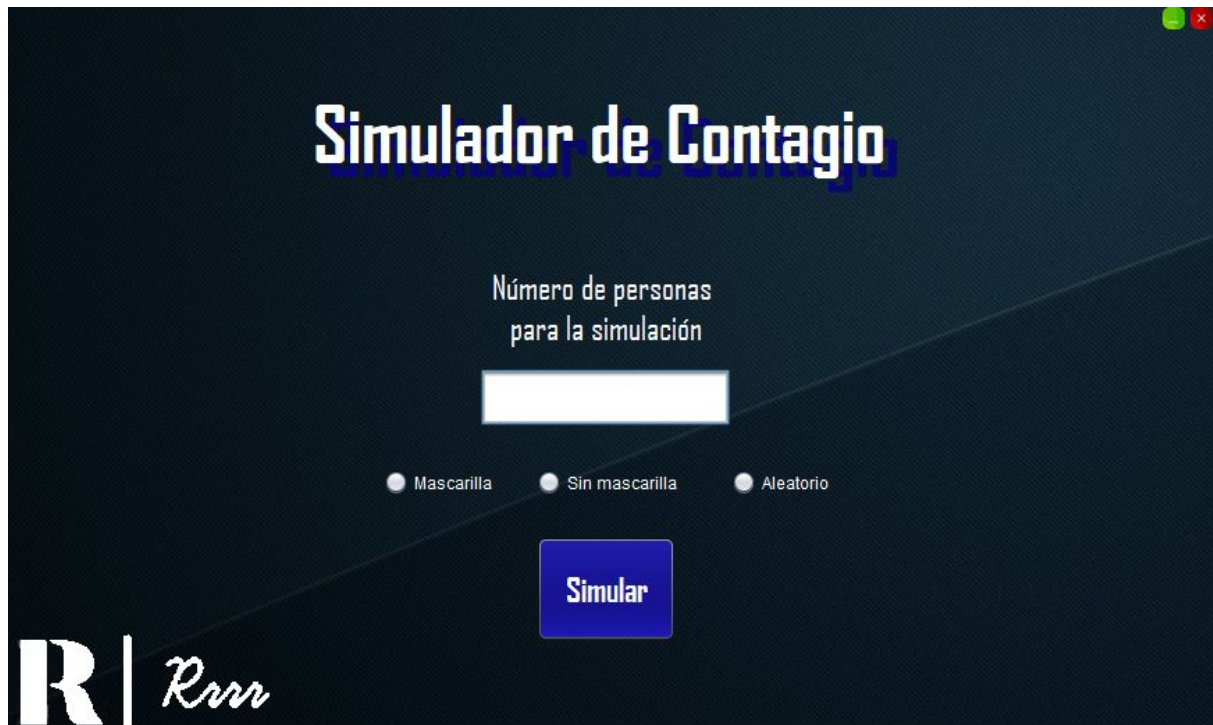 Simulador de Contagio
Número de personas
para la simulación
Mascarilla Sin mascarilla Aleatorio
Simular
R Rrrr